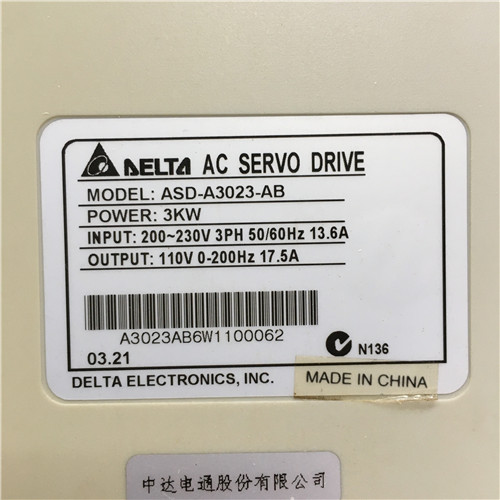 DELTA AC SERVO DRIVE
MODEL: ASD-A3023-AB
POWER: 3KW
INPUT: 200~230V 3PH 50/60Hz 13.6A
OUTPUT: 110V 0-200Hz 17.5A
A3023AB6W1100062
03.21
N136
DELTA ELECTRONICS, INC.
MADE IN CHINA
中达电通股份有限公司